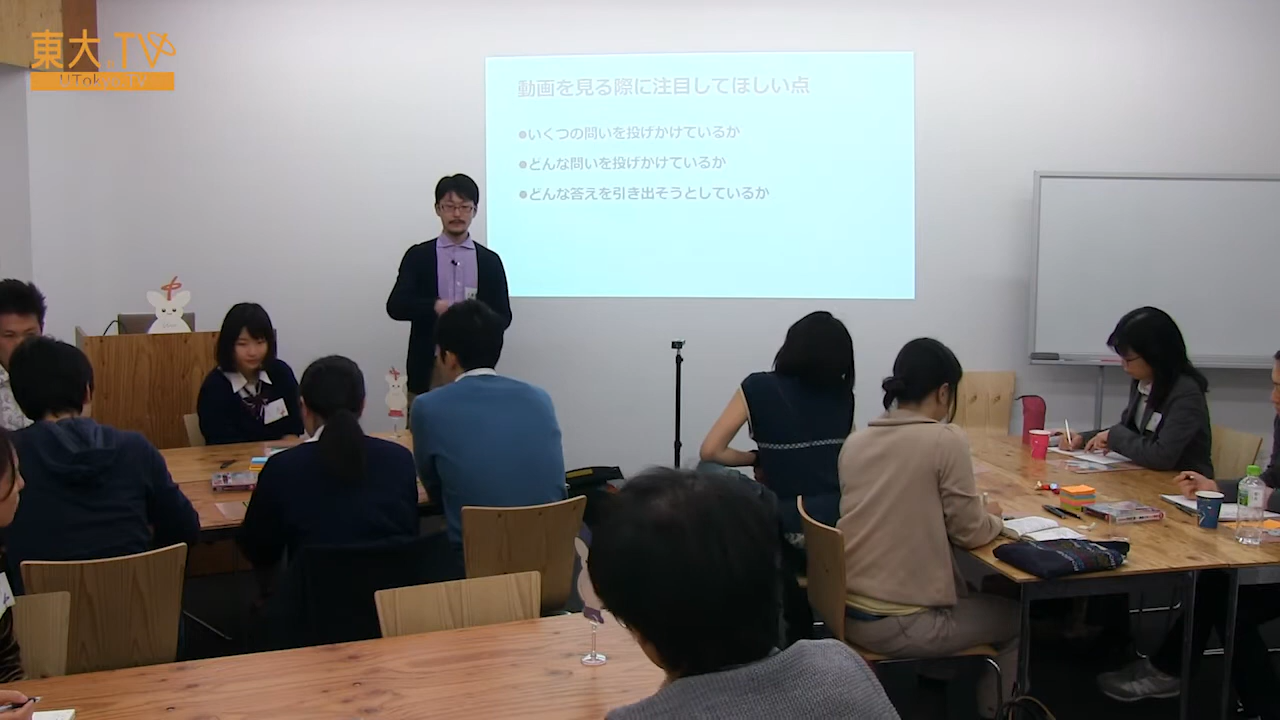 東大.TV
UTokyo.TV
動画を見る際に注目してほしい点
●いくつの問いを投げかけているか
●どんな問いを投げかけているか
●どんな答えを引き出そうとしているか